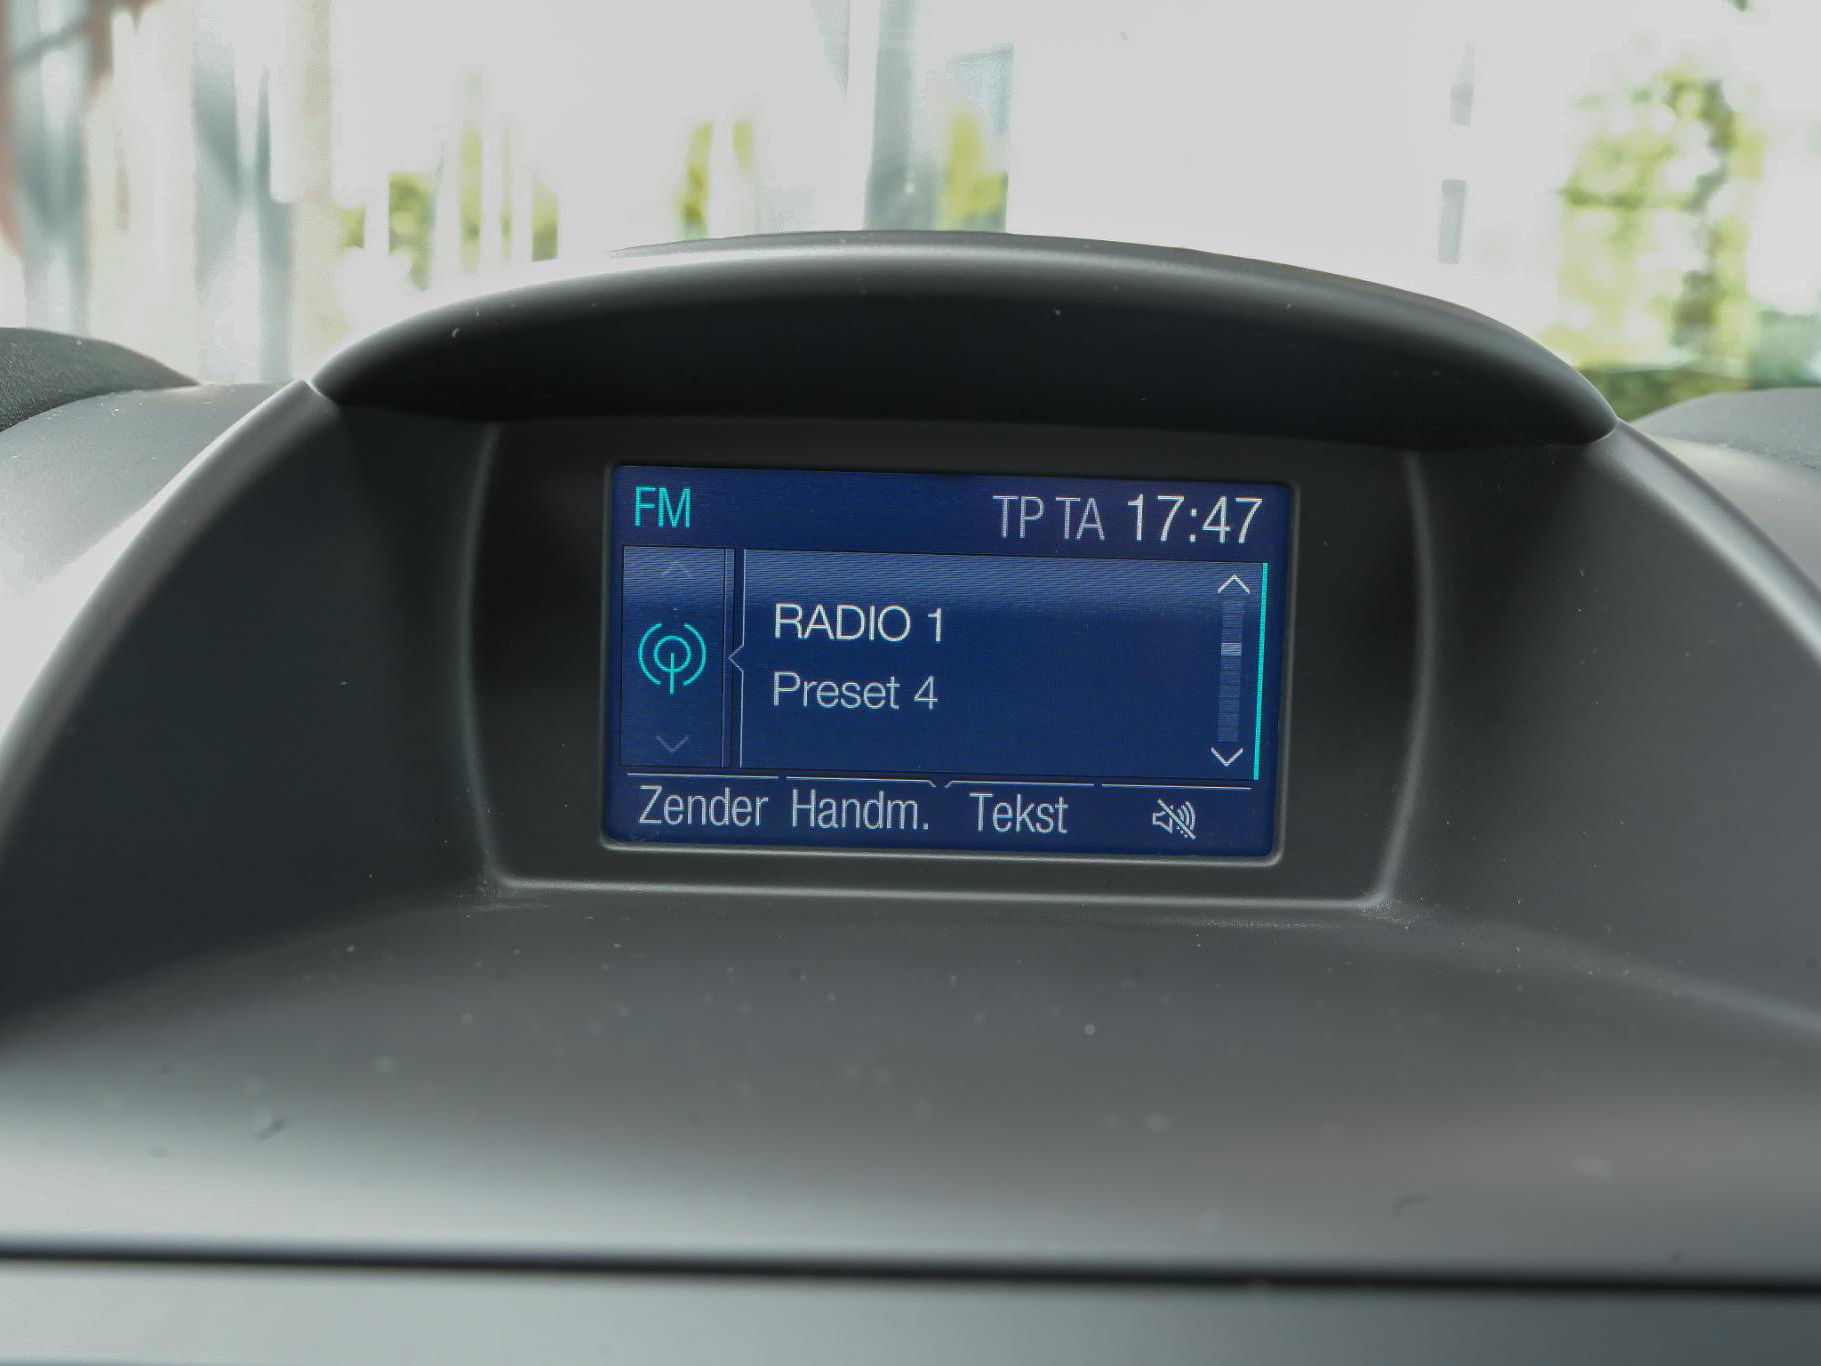 FM TP TA 17:47
RADIO 1
Preset 4
Zender Handm. Tekst